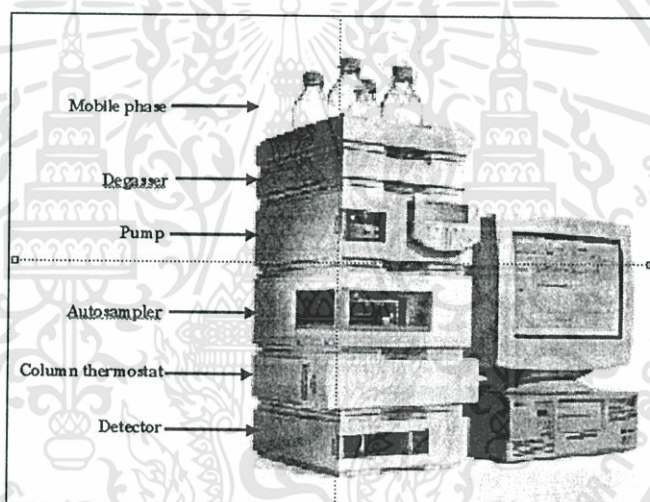 Mobile phase
Degasser
Pump
Autosampler
Column thermostat
Detector